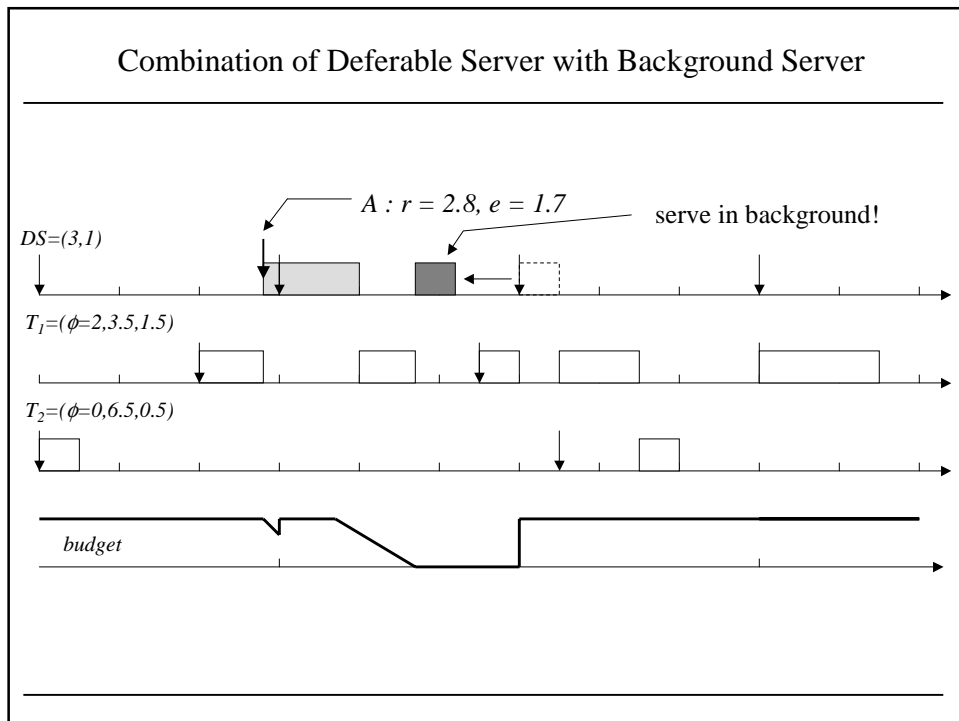 Combination of Deferable Server with Background Server
A : r = 2.8, e = 1.7
serve in background!
DS=(3,1)
T1=(ϕ=2,3.5,1.5)
T2=(ϕ=0,6.5,0.5)
budget